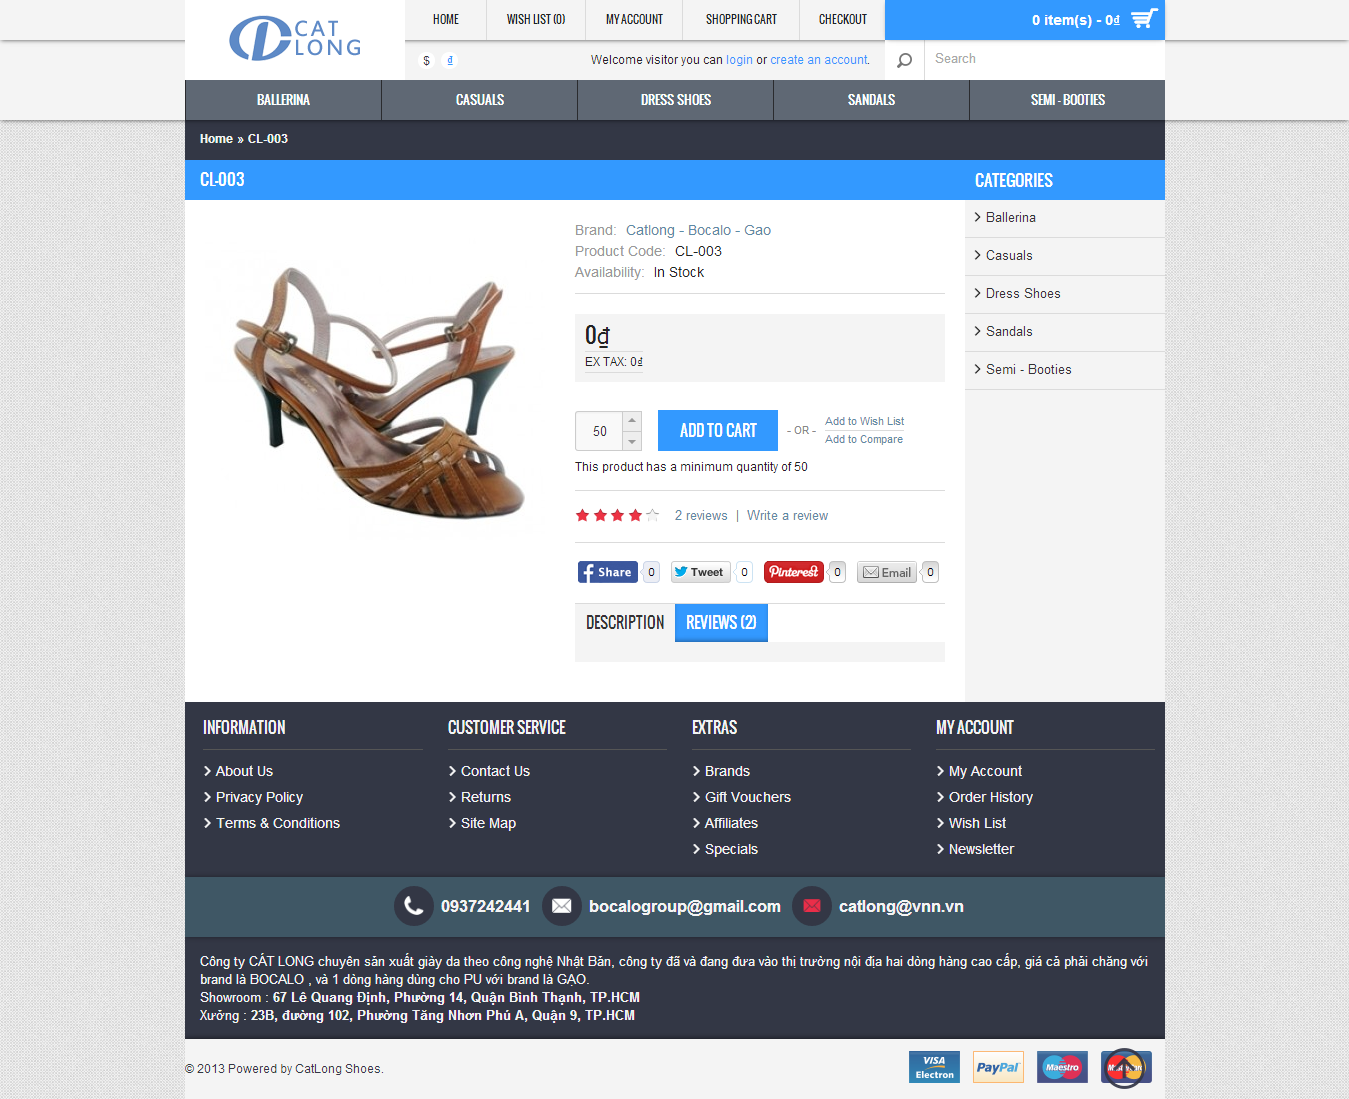 CAT LONG
HOME
WISH LIST (0)
MY ACCOUNT
SHOPPING CART
CHECKOUT
0 item(s) - 0₫
$
₫
Welcome visitor you can login or create an account.
Search
BALLERINA
CASUALS
DRESS SHOES
SANDALS
SEMI - BOOTIES
Home » CL-003
CL-003
CATEGORIES
Brand: Catlong - Bocalo - Gao
Product Code: CL-003
Availability: In Stock
0₫
EX TAX: 0₫
50
ADD TO CART
- OR -
Add to Wish List
Add to Compare
This product has a minimum quantity of 50
2 reviews | Write a review
Share 0
Tweet 0
Pinterest 0
Email 0
DESCRIPTION
REVIEWS (2)
Ballerina
Casuals
Dress Shoes
Sandals
Semi - Booties
INFORMATION
About Us
Privacy Policy
Terms & Conditions
CUSTOMER SERVICE
Contact Us
Returns
Site Map
EXTRAS
Brands
Gift Vouchers
Affiliates
Specials
MY ACCOUNT
My Account
Order History
Wish List
Newsletter
0937242441
bocalogroup@gmail.com
catlong@vnn.vn
Công ty CÁT LONG chuyên sản xuất giày da theo công nghệ Nhật Bản, công ty đã và đang đưa vào thị trường nội địa hai dòng hàng cao cấp, giá cả phải chăng với
brand là BOCALO , và 1 dòng hàng dùng cho PU với brand là GẠO.
Showroom : 67 Lê Quang Định, Phường 14, Quận Bình Thạnh, TP.HCM
Xưởng : 23B, đường 102, Phường Tăng Nhơn Phú A, Quận 9, TP.HCM
© 2013 Powered by CatLong Shoes.
VISA Electron
PayPal
Maestro